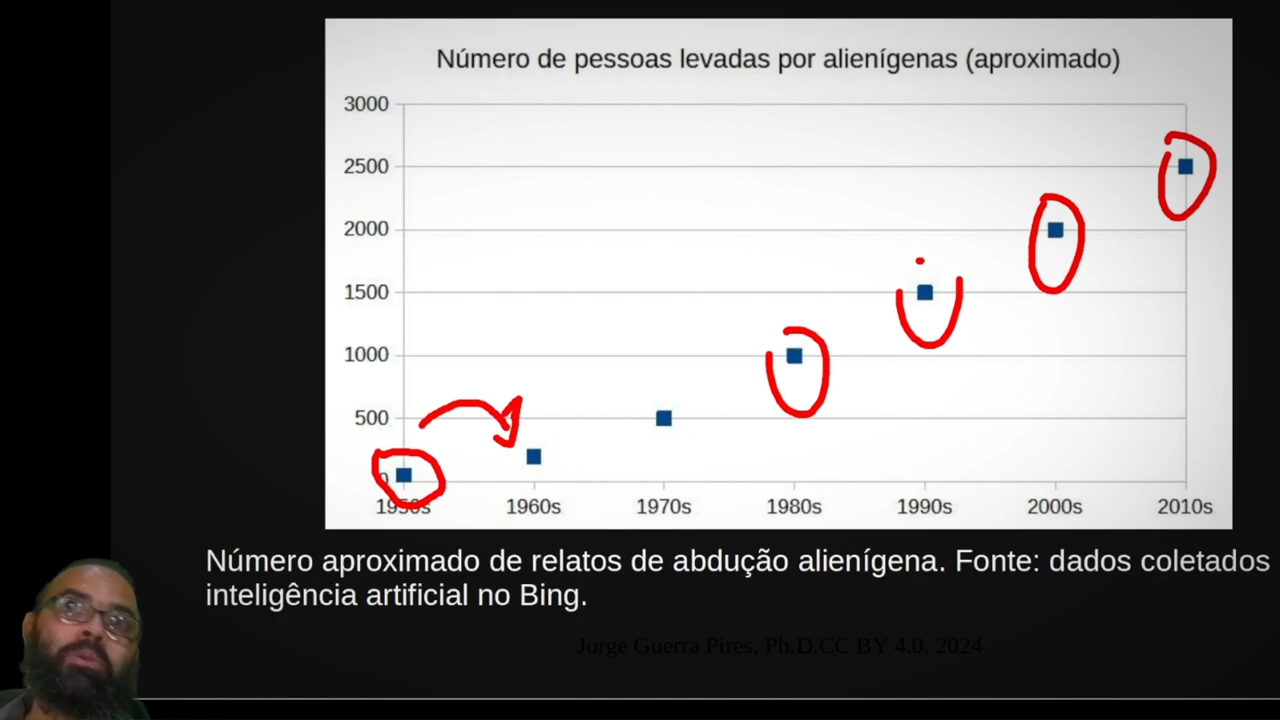 Número de pessoas levadas por alienígenas (aproximado)
3000
2500
2000
1500
1000
500
0
1950s 1960s 1970s 1980s 1990s 2000s 2010s
Número aproximado de relatos de abdução alienígena. Fonte: dados coletados
inteligência artificial no Bing.
Jorge Guerra Pires, Ph.D.CC BY 4.0, 2024